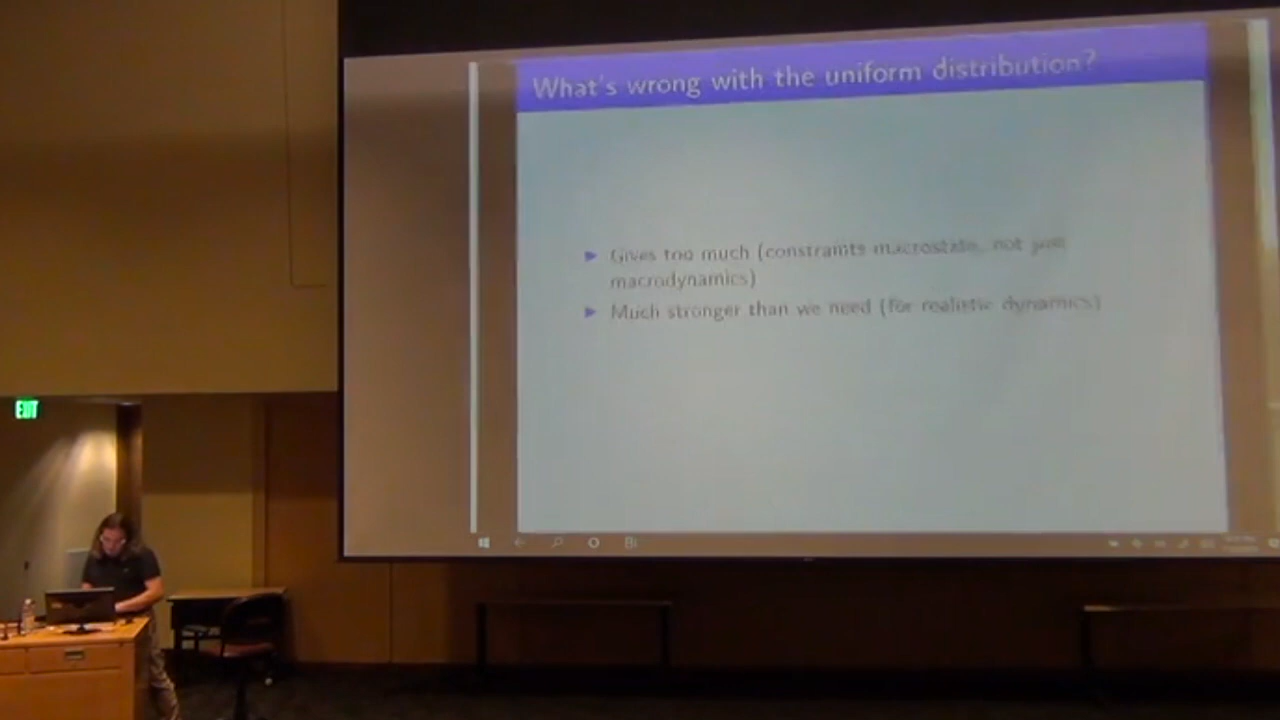 What's wrong with the uniform distribution?
Gives too much (constraints macrostate, not just
macrodynamics)
Much stronger than we need (for realistic dynamics)
EXIT